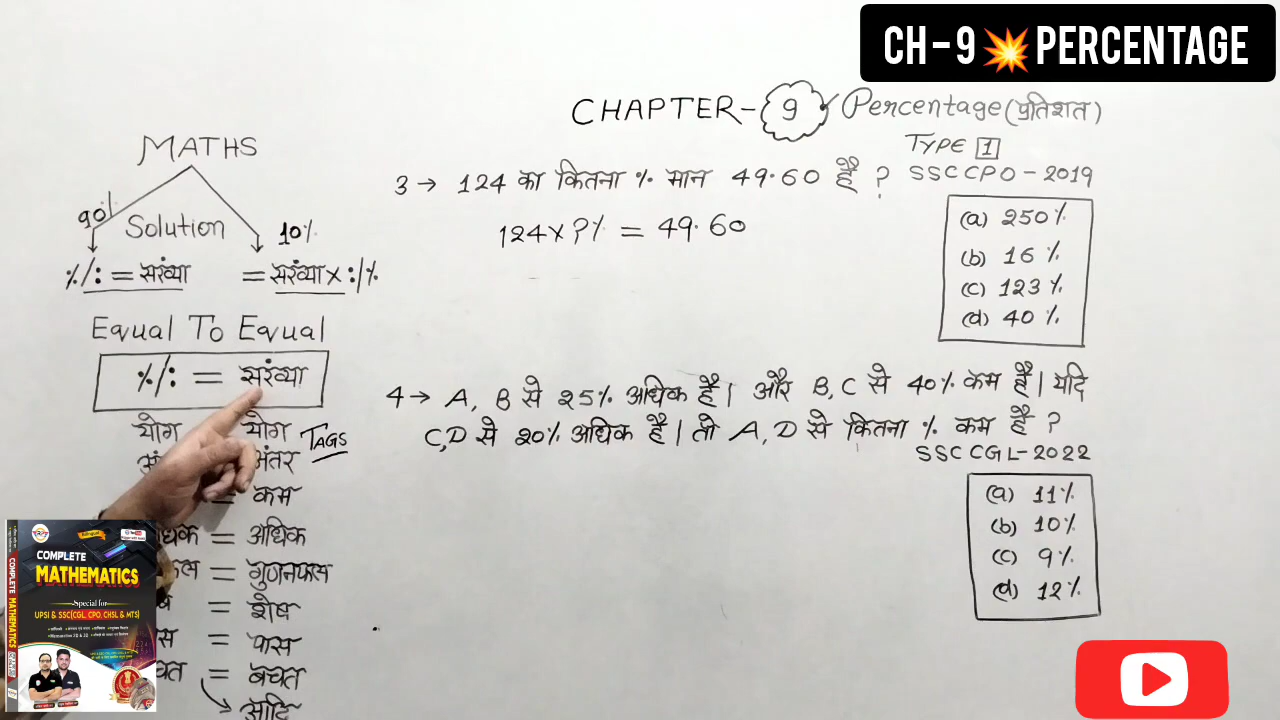 CH - 9 💥 PERCENTAGE
CHAPTER - 9 Percentage (प्रतिशत)
TYPE 1
MATHS
90%
Solution
10%
%/: = संख्या
= संख्या × :/%
Equal To Equal
%/: = संख्या
योग
योग
TAGS
अंतर
= कम
= अधिक
= गुणनफल
= शेष
= पास
= बचत
आदि
3 → 124 का कितना % मान 49.60 है ? SSC CPO - 2019
124 × ?% = 49.60
(a) 250%
(b) 16 %
(c) 123 %
(d) 40 %
4 → A, B से 25% अधिक है | और B, C से 40% कम है | यदि
C, D से 20% अधिक है | तो A, D से कितना % कम है ?
SSC CGL - 2022
(a) 11%
(b) 10%
(c) 9%
(d) 12%
COMPLETE
MATHEMATICS
Special for
UPSI & SSC(CGL, CPO, CHSL & MTS)
COMPLETE MATHEMATICS